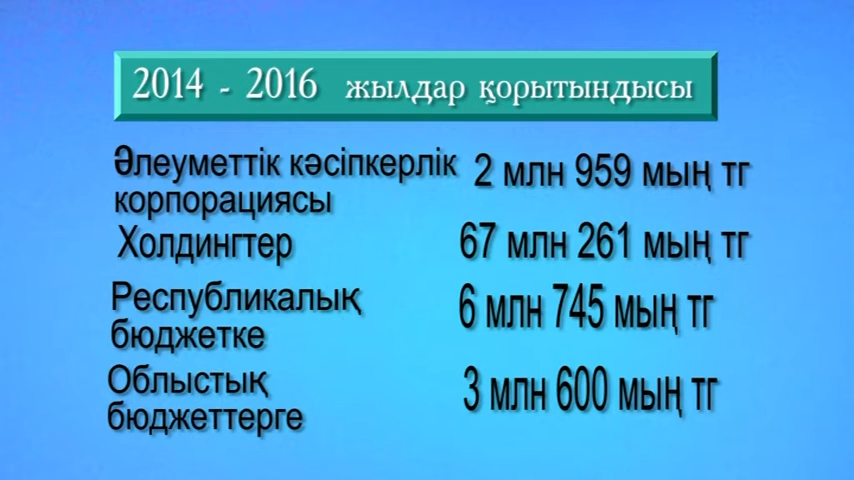 2014 - 2016 жылдар қорытындысы
Әлеуметтік кәсіпкерлік 2 млн 959 мың тг
корпорациясы
Холдингтер 67 млн 261 мың тг
Республикалық 6 млн 745 мың тг
бюджетке
Облыстық 3 млн 600 мың тг
бюджеттерге